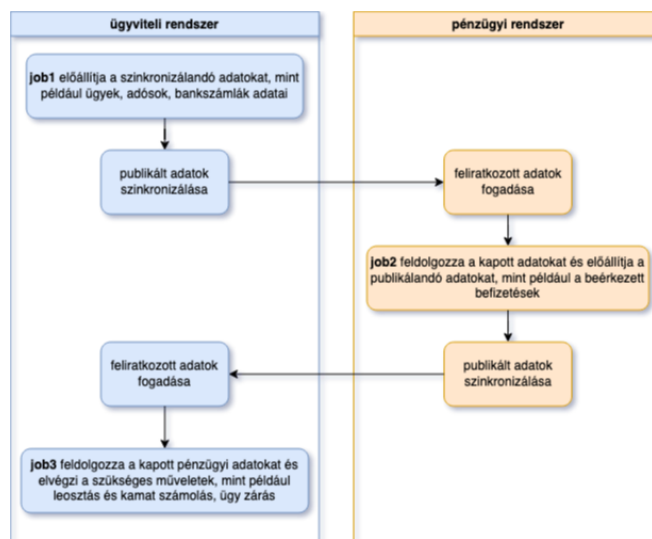 ügyviteli rendszer
pénzügyi rendszer
job1 előállítja a szinkronizálandó adatokat, mint
például ügyek, adósok, bankszámlák adatai
publikált adatok
szinkronizálása
feliratkozott adatok
fogadása
job2 feldolgozza a kapott adatokat és előállítja a
publikálandó adatokat, mint például a beérkezett
befizetések
publikált adatok
szinkronizálása
feliratkozott adatok
fogadása
job3 feldolgozza a kapott pénzügyi adatokat és
elvégzi a szükséges műveletek, mint például
leosztás és kamat számolás, ügy zárás